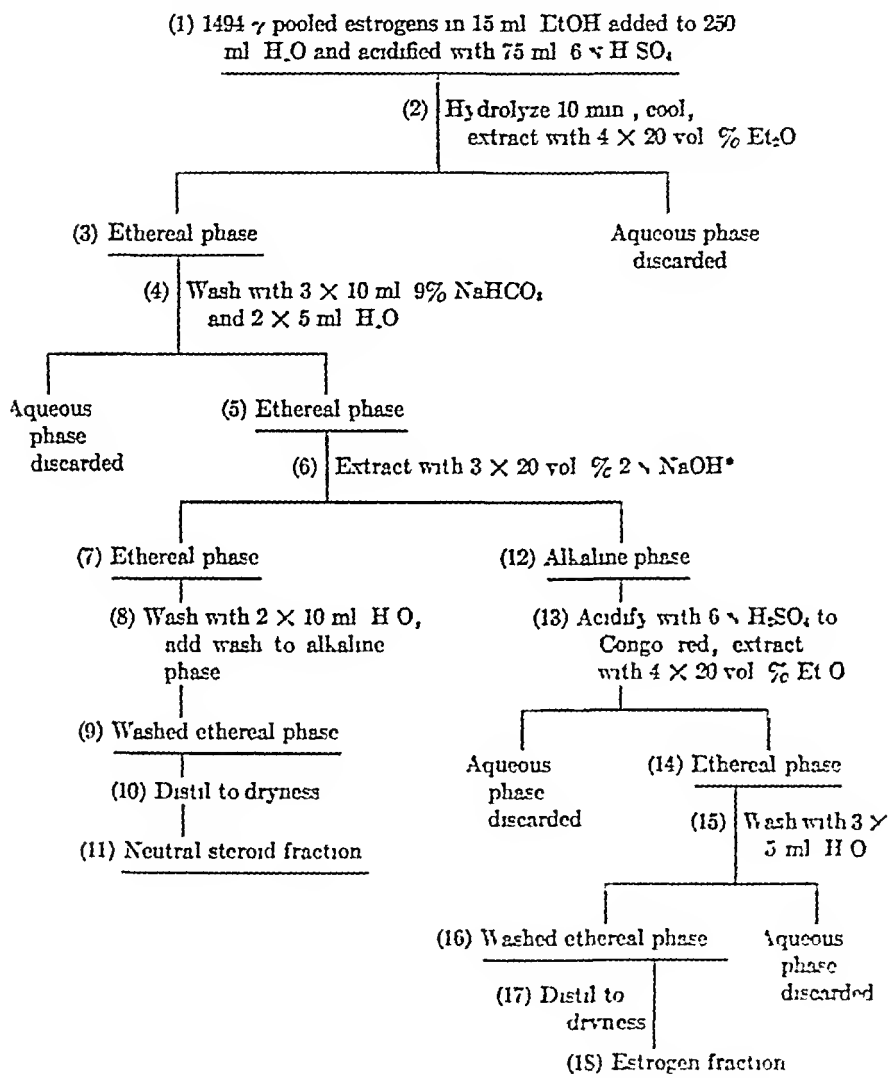 (1) 1494 γ pooled estrogens in 15 ml EtOH added to 250
ml H.O and acidified with 75 ml 6 N H SO₄
(2) Hydrolyze 10 min , cool,
extract with 4 × 20 vol % Et₂O
(3) Ethereal phase
Aqueous phase
discarded
(4) Wash with 3 × 10 ml 9% NaHCO₃
and 2 × 5 ml H.O
Aqueous
phase
discarded
(5) Ethereal phase
(6) Extract with 3 × 20 vol % 2 N NaOH*
(7) Ethereal phase
(8) Wash with 2 × 10 ml H O,
add wash to alkaline
phase
(9) Washed ethereal phase
(10) Distil to dryness
(11) Neutral steroid fraction
(12) Alkaline phase
(13) Acidify with 6 N H₂SO₄ to
Congo red, extract
with 4 × 20 vol % Et O
Aqueous
phase
discarded
(14) Ethereal phase
(15) Wash with 3 ×
5 ml H O
(16) Washed ethereal phase
Aqueous
phase
discarded
(17) Distil to
dryness
(18) Estrogen fraction